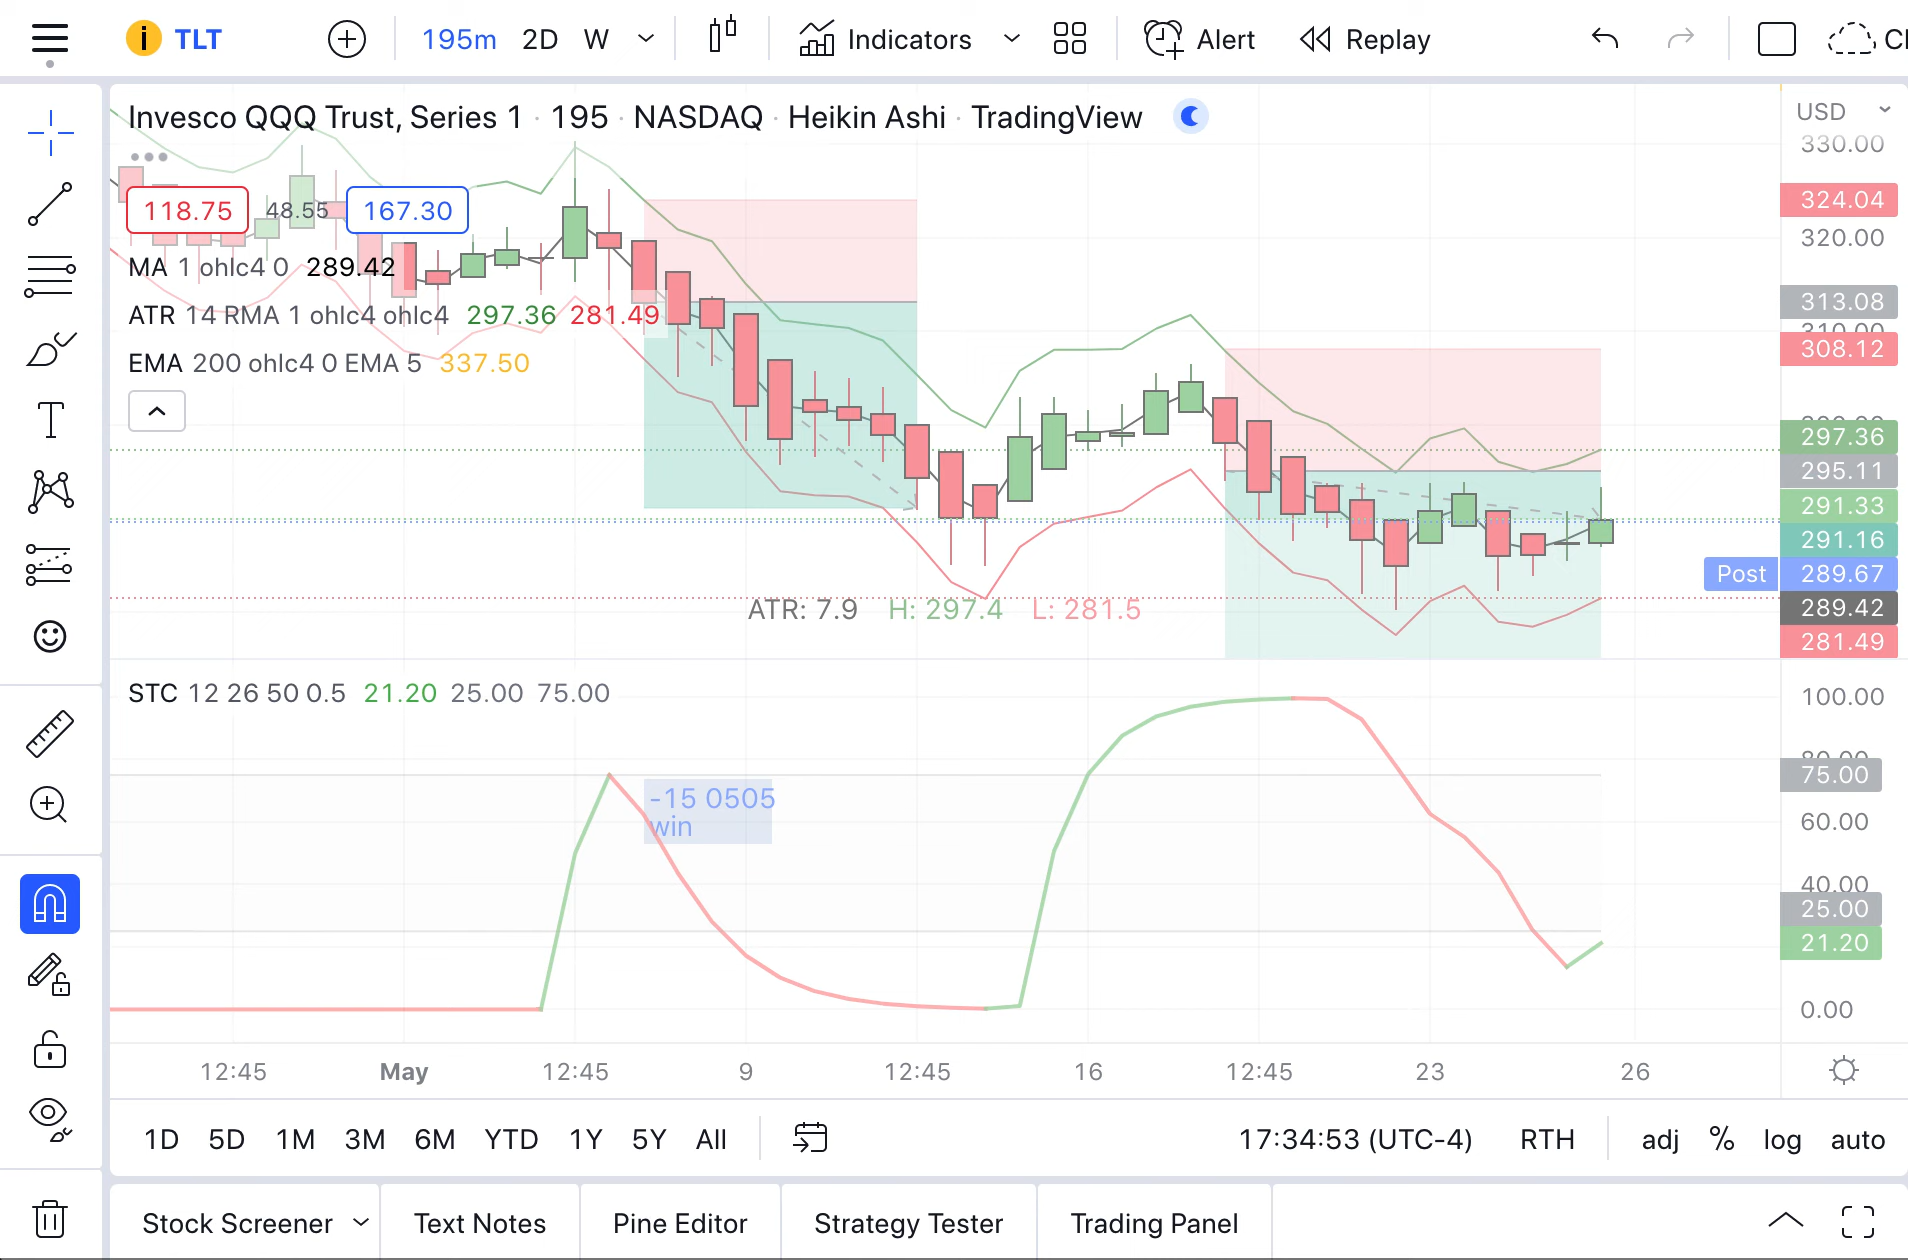 TLT 195m 2D W Indicators Alert Replay
Invesco QQQ Trust, Series 1 · 195 · NASDAQ · Heikin Ashi · TradingView
118.75 48.55 167.30
MA 1 ohlc4 0 289.42
ATR 14 RMA 1 ohlc4 ohlc4 297.36 281.49
EMA 200 ohlc4 0 EMA 5 337.50
ATR: 7.9 H: 297.4 L: 281.5
USD
330.00
324.04
320.00
313.08
310.00
308.12
297.36
295.11
291.33
291.16
Post 289.67
289.42
281.49
STC 12 26 50 0.5 21.20 25.00 75.00
-15 0505
win
100.00
80.00
75.00
60.00
40.00
25.00
21.20
0.00
12:45 May 12:45 9 12:45 16 12:45 23 26
1D 5D 1M 3M 6M YTD 1Y 5Y All 17:34:53 (UTC-4) RTH adj % log auto
Stock Screener Text Notes Pine Editor Strategy Tester Trading Panel